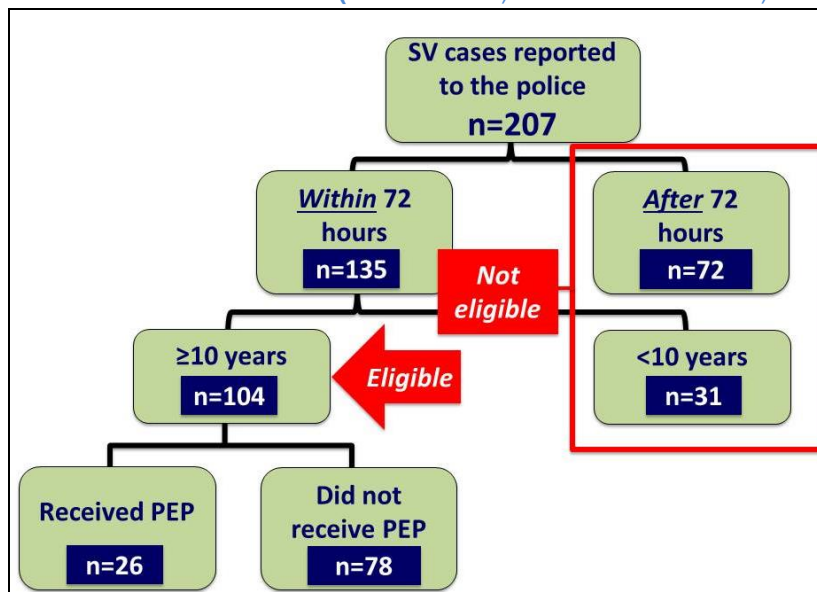 SV cases reported
to the police
n=207
Within 72
hours
n=135
After 72
hours
n=72
Not
eligible
≥10 years
n=104
Eligible
<10 years
n=31
Received PEP
n=26
Did not
receive PEP
n=78